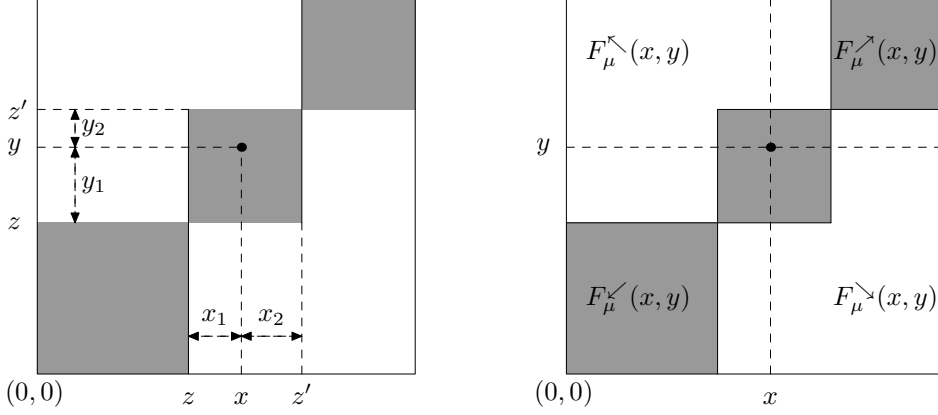 z′
y₂
y
y₁
z
x₁ x₂
(0,0)
z x z′
F_μ^↖(x, y) F_μ^↗(x, y)
y
F_μ^↙(x, y) F_μ^↘(x, y)
(0,0)
x